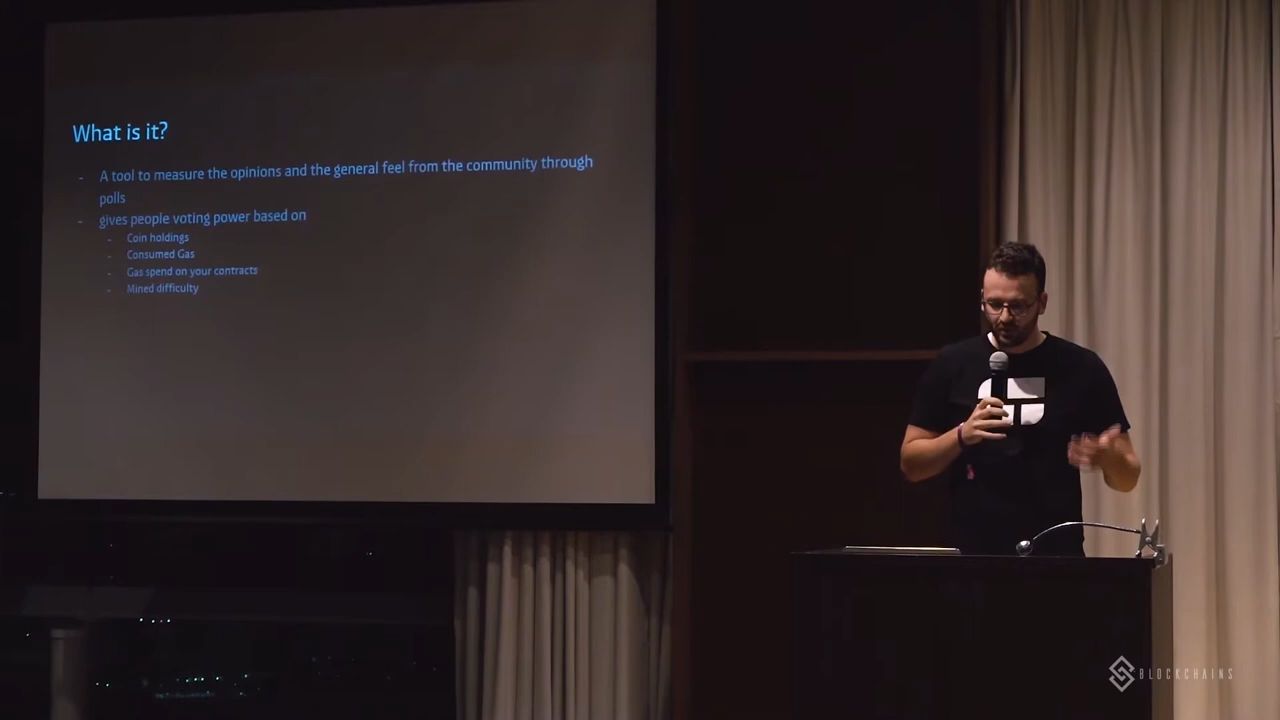 What is it?
- A tool to measure the opinions and the general feel from the community through
polls
- gives people voting power based on
- Coin holdings
- Consumed Gas
- Gas spend on your contracts
- Mined difficulty
BLOCKCHAINS